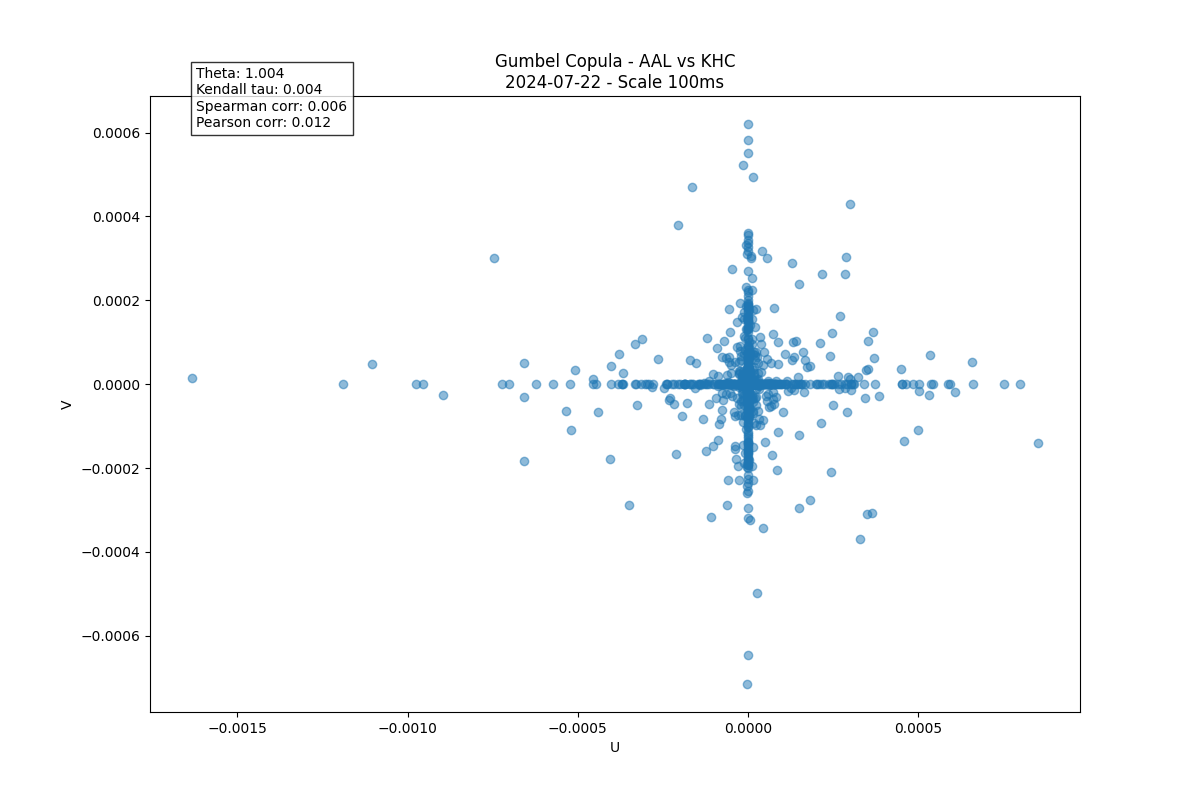 Gumbel Copula - AAL vs KHC
2024-07-22 - Scale 100ms
Theta: 1.004
Kendall tau: 0.004
Spearman corr: 0.006
Pearson corr: 0.012
0.0006
0.0004
0.0002
0.0000
−0.0002
−0.0004
−0.0006
V
−0.0015
−0.0010
−0.0005
0.0000
0.0005
U